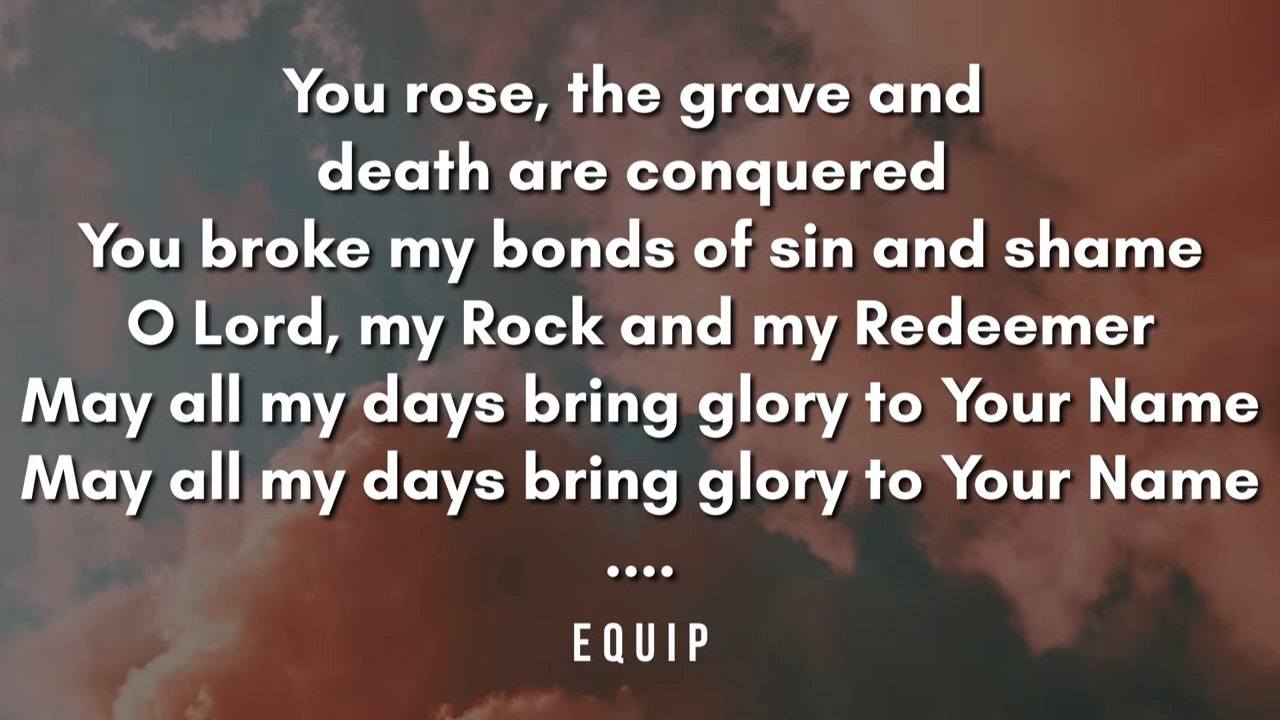 You rose, the grave and
death are conquered
You broke my bonds of sin and shame
O Lord, my Rock and my Redeemer
May all my days bring glory to Your Name
May all my days bring glory to Your Name
....
EQUIP